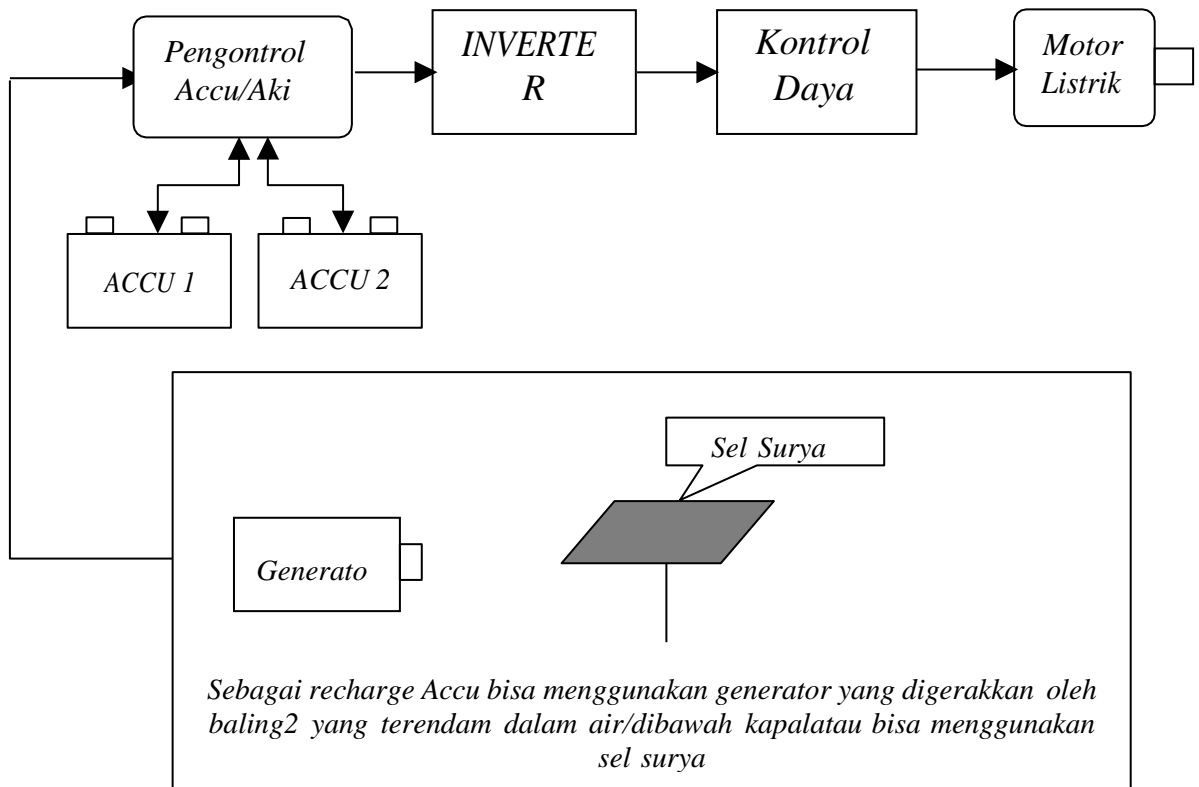 Pengontrol
Accu/Aki
INVERTE
R
Kontrol
Daya
Motor
Listrik
ACCU 1
ACCU 2
Sel Surya
Generato
Sebagai recharge Accu bisa menggunakan generator yang digerakkan oleh
baling2 yang terendam dalam air/dibawah kapalatau bisa menggunakan
sel surya